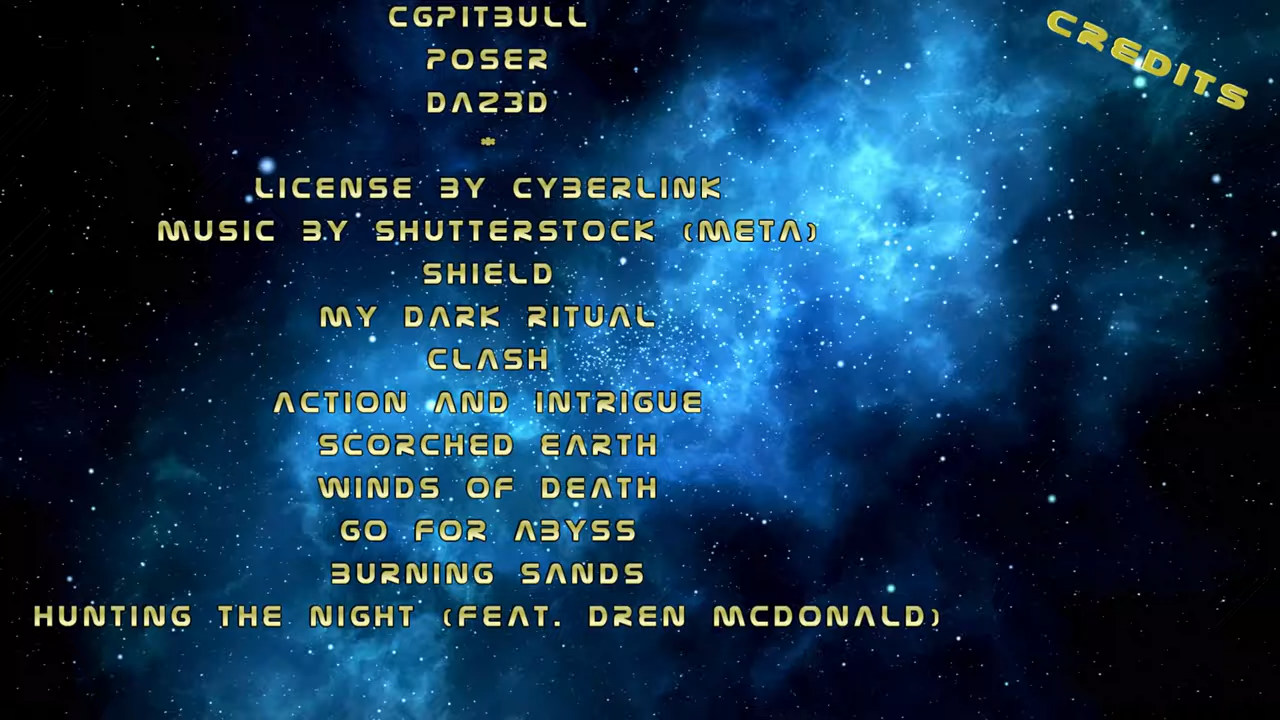 CREDITS
CGPITBULL
POSER
DAZ3D
*
LICENSE BY CYBERLINK
MUSIC BY SHUTTERSTOCK (META)
SHIELD
MY DARK RITUAL
CLASH
ACTION AND INTRIGUE
SCORCHED EARTH
WINDS OF DEATH
GO FOR ABYSS
BURNING SANDS
HUNTING THE NIGHT (FEAT. DREN MCDONALD)